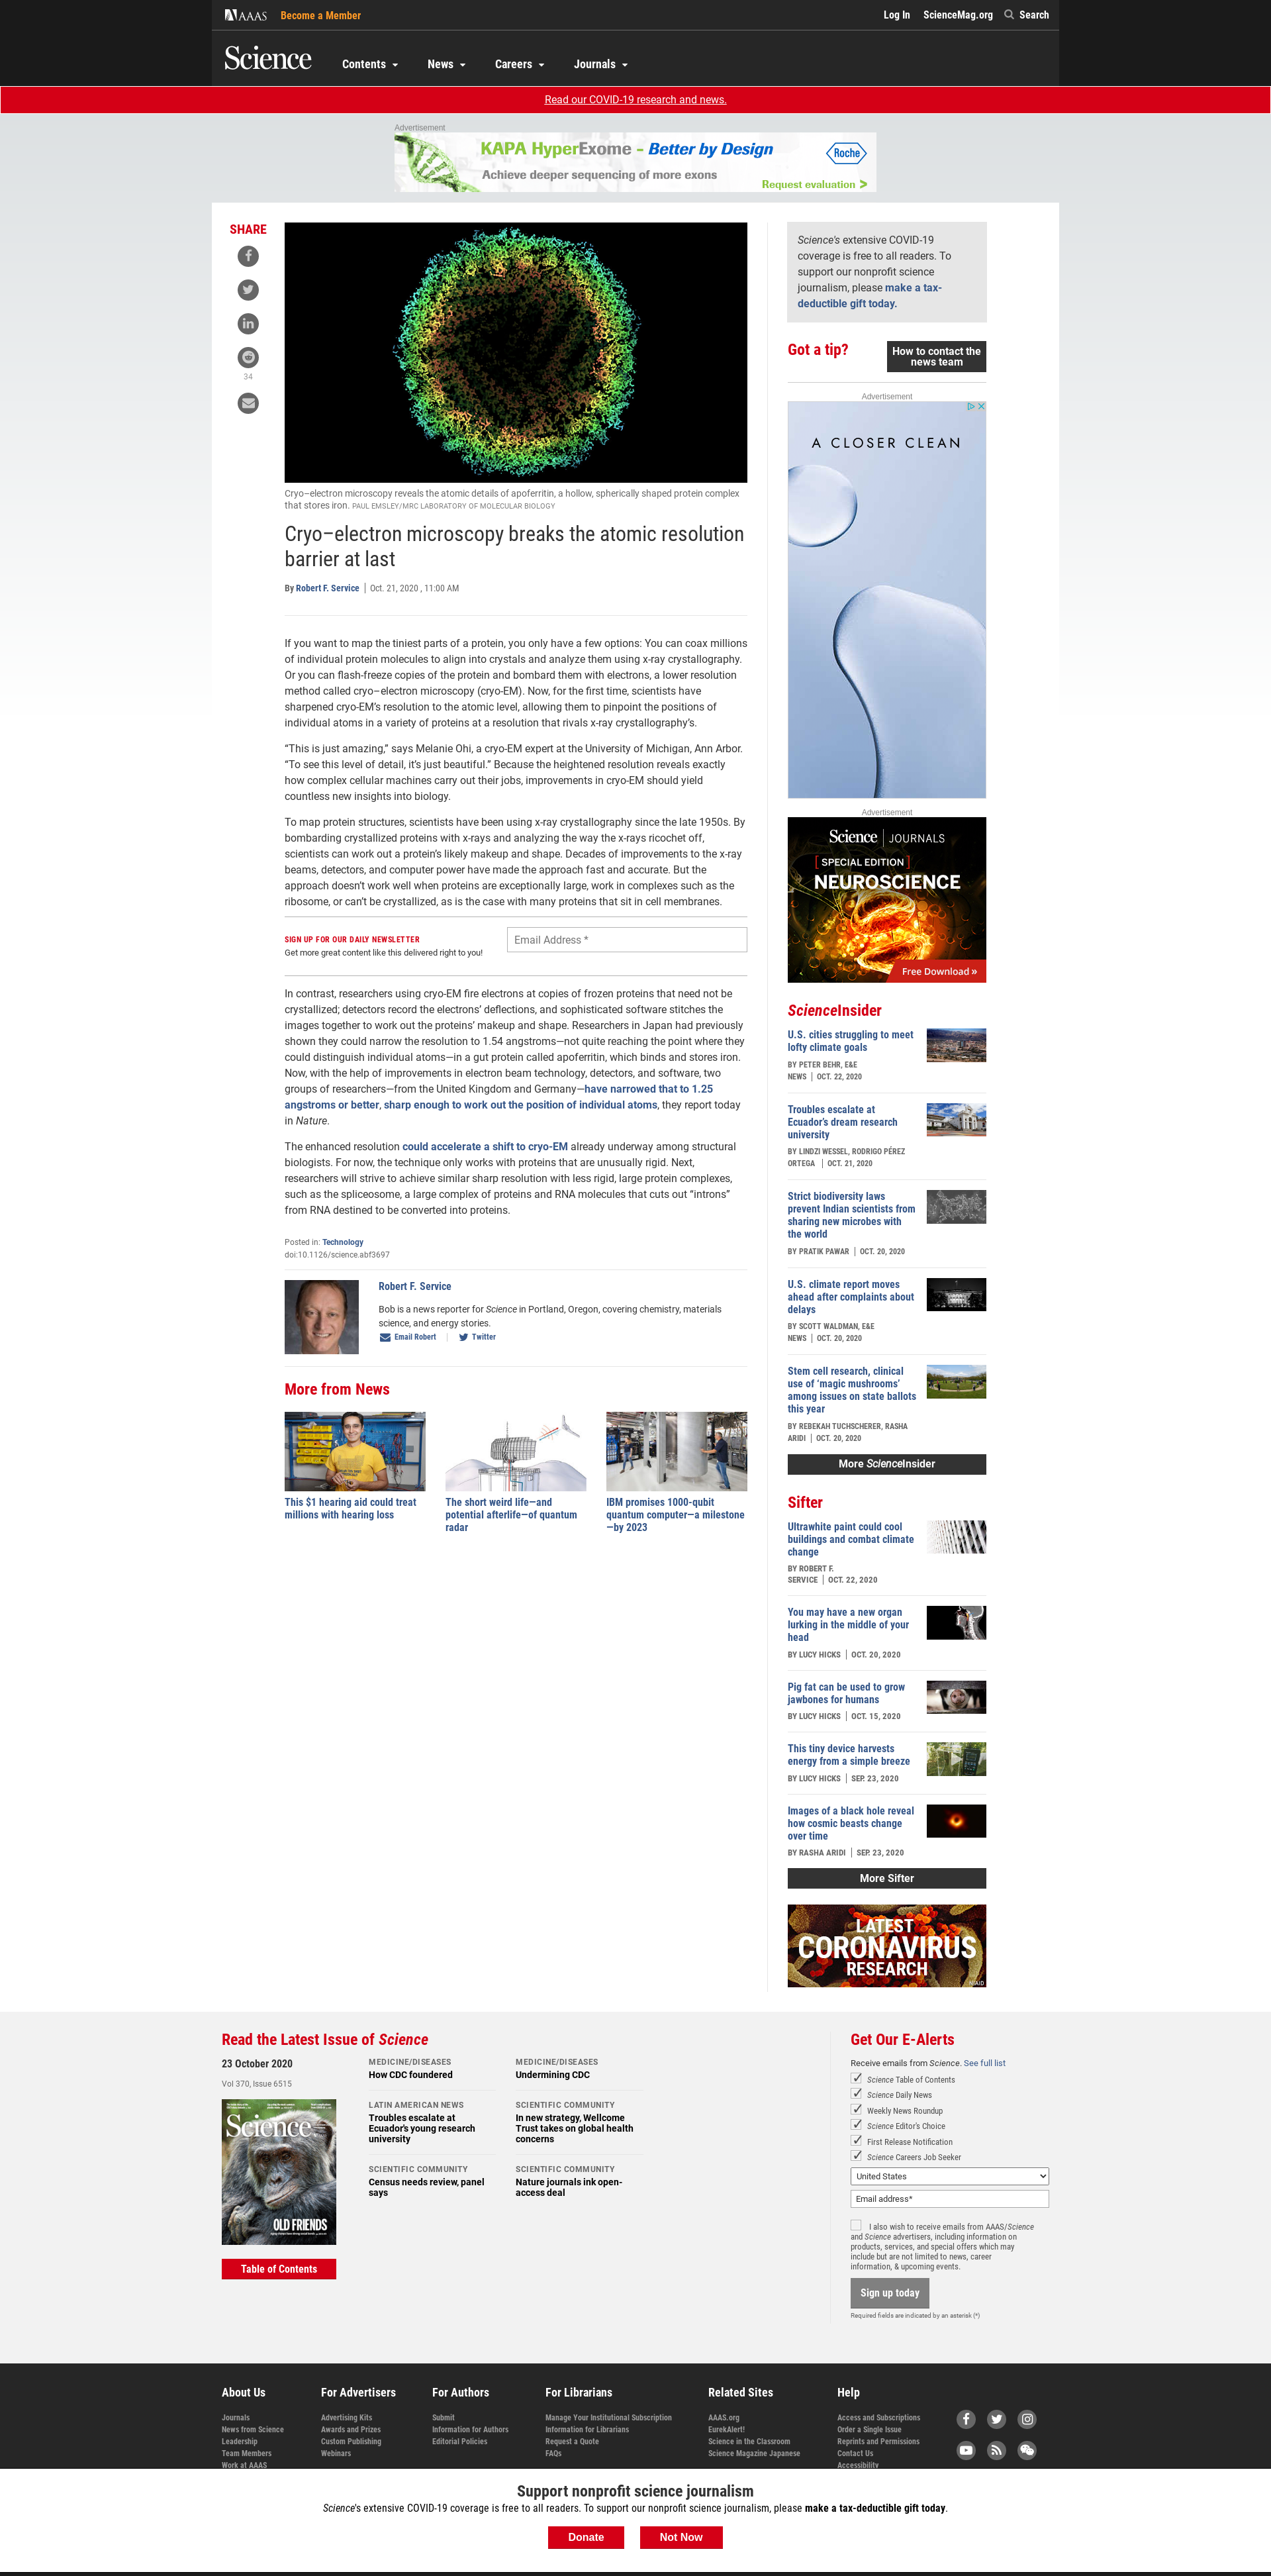 AAAS
Become a Member
Log In
ScienceMag.org
Search
Science
Contents
News
Careers
Journals
Read our COVID-19 research and news.
Advertisement
KAPA HyperExome – Better by Design
Achieve deeper sequencing of more exons
Roche
Request evaluation >
SHARE
34
Cryo–electron microscopy reveals the atomic details of apoferritin, a hollow, spherically shaped protein complex
that stores iron. PAUL EMSLEY/MRC LABORATORY OF MOLECULAR BIOLOGY
Cryo–electron microscopy breaks the atomic resolution
barrier at last
By Robert F. Service | Oct. 21, 2020 , 11:00 AM
If you want to map the tiniest parts of a protein, you only have a few options: You can coax millions
of individual protein molecules to align into crystals and analyze them using x-ray crystallography.
Or you can flash-freeze copies of the protein and bombard them with electrons, a lower resolution
method called cryo–electron microscopy (cryo-EM). Now, for the first time, scientists have
sharpened cryo-EM’s resolution to the atomic level, allowing them to pinpoint the positions of
individual atoms in a variety of proteins at a resolution that rivals x-ray crystallography’s.
“This is just amazing,” says Melanie Ohi, a cryo-EM expert at the University of Michigan, Ann Arbor.
“To see this level of detail, it’s just beautiful.” Because the heightened resolution reveals exactly
how complex cellular machines carry out their jobs, improvements in cryo-EM should yield
countless new insights into biology.
To map protein structures, scientists have been using x-ray crystallography since the late 1950s. By
bombarding crystallized proteins with x-rays and analyzing the way the x-rays ricochet off,
scientists can work out a protein’s likely makeup and shape. Decades of improvements to the x-ray
beams, detectors, and computer power have made the approach fast and accurate. But the
approach doesn’t work well when proteins are exceptionally large, work in complexes such as the
ribosome, or can’t be crystallized, as is the case with many proteins that sit in cell membranes.
SIGN UP FOR OUR DAILY NEWSLETTER
Get more great content like this delivered right to you!
Email Address *
In contrast, researchers using cryo-EM fire electrons at copies of frozen proteins that need not be
crystallized; detectors record the electrons’ deflections, and sophisticated software stitches the
images together to work out the proteins’ makeup and shape. Researchers in Japan had previously
shown they could narrow the resolution to 1.54 angstroms—not quite reaching the point where they
could distinguish individual atoms—in a gut protein called apoferritin, which binds and stores iron.
Now, with the help of improvements in electron beam technology, detectors, and software, two
groups of researchers—from the United Kingdom and Germany—have narrowed that to 1.25
angstroms or better, sharp enough to work out the position of individual atoms, they report today
in Nature.
The enhanced resolution could accelerate a shift to cryo-EM already underway among structural
biologists. For now, the technique only works with proteins that are unusually rigid. Next,
researchers will strive to achieve similar sharp resolution with less rigid, large protein complexes,
such as the spliceosome, a large complex of proteins and RNA molecules that cuts out “introns”
from RNA destined to be converted into proteins.
Posted in: Technology
doi:10.1126/science.abf3697
Robert F. Service
Bob is a news reporter for Science in Portland, Oregon, covering chemistry, materials
science, and energy stories.
Email Robert
Twitter
More from News
This $1 hearing aid could treat
millions with hearing loss
The short weird life—and
potential afterlife—of quantum
radar
IBM promises 1000-qubit
quantum computer—a milestone
—by 2023
Science’s extensive COVID-19
coverage is free to all readers. To
support our nonprofit science
journalism, please make a tax-
deductible gift today.
Got a tip?
How to contact the
news team
Advertisement
A CLOSER CLEAN
Advertisement
Science | JOURNALS
[ SPECIAL EDITION ]
NEUROSCIENCE
Free Download »
ScienceInsider
U.S. cities struggling to meet
lofty climate goals
BY PETER BEHR, E&E
NEWS | OCT. 22, 2020
Troubles escalate at
Ecuador’s dream research
university
BY LINDZI WESSEL, RODRIGO PÉREZ
ORTEGA | OCT. 21, 2020
Strict biodiversity laws
prevent Indian scientists from
sharing new microbes with
the world
BY PRATIK PAWAR | OCT. 20, 2020
U.S. climate report moves
ahead after complaints about
delays
BY SCOTT WALDMAN, E&E
NEWS | OCT. 20, 2020
Stem cell research, clinical
use of ‘magic mushrooms’
among issues on state ballots
this year
BY REBEKAH TUCHSCHERER, RASHA
ARIDI | OCT. 20, 2020
More ScienceInsider
Sifter
Ultrawhite paint could cool
buildings and combat climate
change
BY ROBERT F.
SERVICE | OCT. 22, 2020
You may have a new organ
lurking in the middle of your
head
BY LUCY HICKS | OCT. 20, 2020
Pig fat can be used to grow
jawbones for humans
BY LUCY HICKS | OCT. 15, 2020
This tiny device harvests
energy from a simple breeze
BY LUCY HICKS | SEP. 23, 2020
Images of a black hole reveal
how cosmic beasts change
over time
BY RASHA ARIDI | SEP. 23, 2020
More Sifter
LATEST
CORONAVIRUS
RESEARCH
NIAID
Read the Latest Issue of Science
23 October 2020
Vol 370, Issue 6515
Science
OLD FRIENDS
Table of Contents
MEDICINE/DISEASES
How CDC foundered
LATIN AMERICAN NEWS
Troubles escalate at
Ecuador's young research
university
SCIENTIFIC COMMUNITY
Census needs review, panel
says
MEDICINE/DISEASES
Undermining CDC
SCIENTIFIC COMMUNITY
In new strategy, Wellcome
Trust takes on global health
concerns
SCIENTIFIC COMMUNITY
Nature journals ink open-
access deal
Get Our E-Alerts
Receive emails from Science. See full list
Science Table of Contents
Science Daily News
Weekly News Roundup
Science Editor's Choice
First Release Notification
Science Careers Job Seeker
United States
Email address*
I also wish to receive emails from AAAS/Science
and Science advertisers, including information on
products, services, and special offers which may
include but are not limited to news, career
information, & upcoming events.
Sign up today
Required fields are indicated by an asterisk (*)
About Us
Journals
News from Science
Leadership
Team Members
Work at AAAS
For Advertisers
Advertising Kits
Awards and Prizes
Custom Publishing
Webinars
For Authors
Submit
Information for Authors
Editorial Policies
For Librarians
Manage Your Institutional Subscription
Information for Librarians
Request a Quote
FAQs
Related Sites
AAAS.org
EurekAlert!
Science in the Classroom
Science Magazine Japanese
Help
Access and Subscriptions
Order a Single Issue
Reprints and Permissions
Contact Us
Accessibility
Support nonprofit science journalism
Science’s extensive COVID-19 coverage is free to all readers. To support our nonprofit science journalism, please make a tax-deductible gift today.
Donate
Not Now